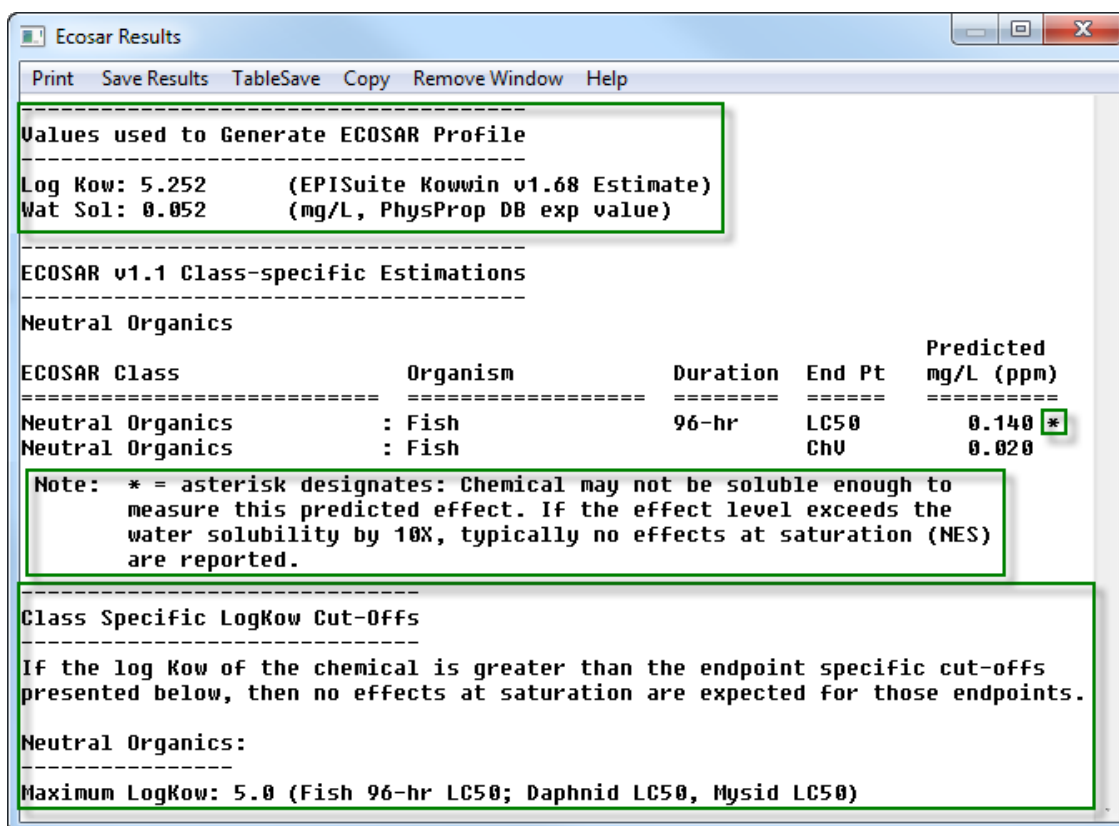 Ecosar Results
Print Save Results TableSave Copy Remove Window Help
--------------------------------------
Values used to Generate ECOSAR Profile
--------------------------------------
Log Kow: 5.252 (EPISuite Kowwin v1.68 Estimate)
Wat Sol: 0.052 (mg/L, PhysProp DB exp value)
--------------------------------------
ECOSAR v1.1 Class-specific Estimations
--------------------------------------
Neutral Organics
Predicted
ECOSAR Class Organism Duration End Pt mg/L (ppm)
=========================== ================== ======== ====== ==========
Neutral Organics : Fish 96-hr LC50 0.140 *
Neutral Organics : Fish ChV 0.020
Note: * = asterisk designates: Chemical may not be soluble enough to
measure this predicted effect. If the effect level exceeds the
water solubility by 10X, typically no effects at saturation (NES)
are reported.
------------------------------
Class Specific LogKow Cut-Offs
------------------------------
If the log Kow of the chemical is greater than the endpoint specific cut-offs
presented below, then no effects at saturation are expected for those endpoints.
Neutral Organics:
----------------
Maximum LogKow: 5.0 (Fish 96-hr LC50; Daphnid LC50, Mysid LC50)